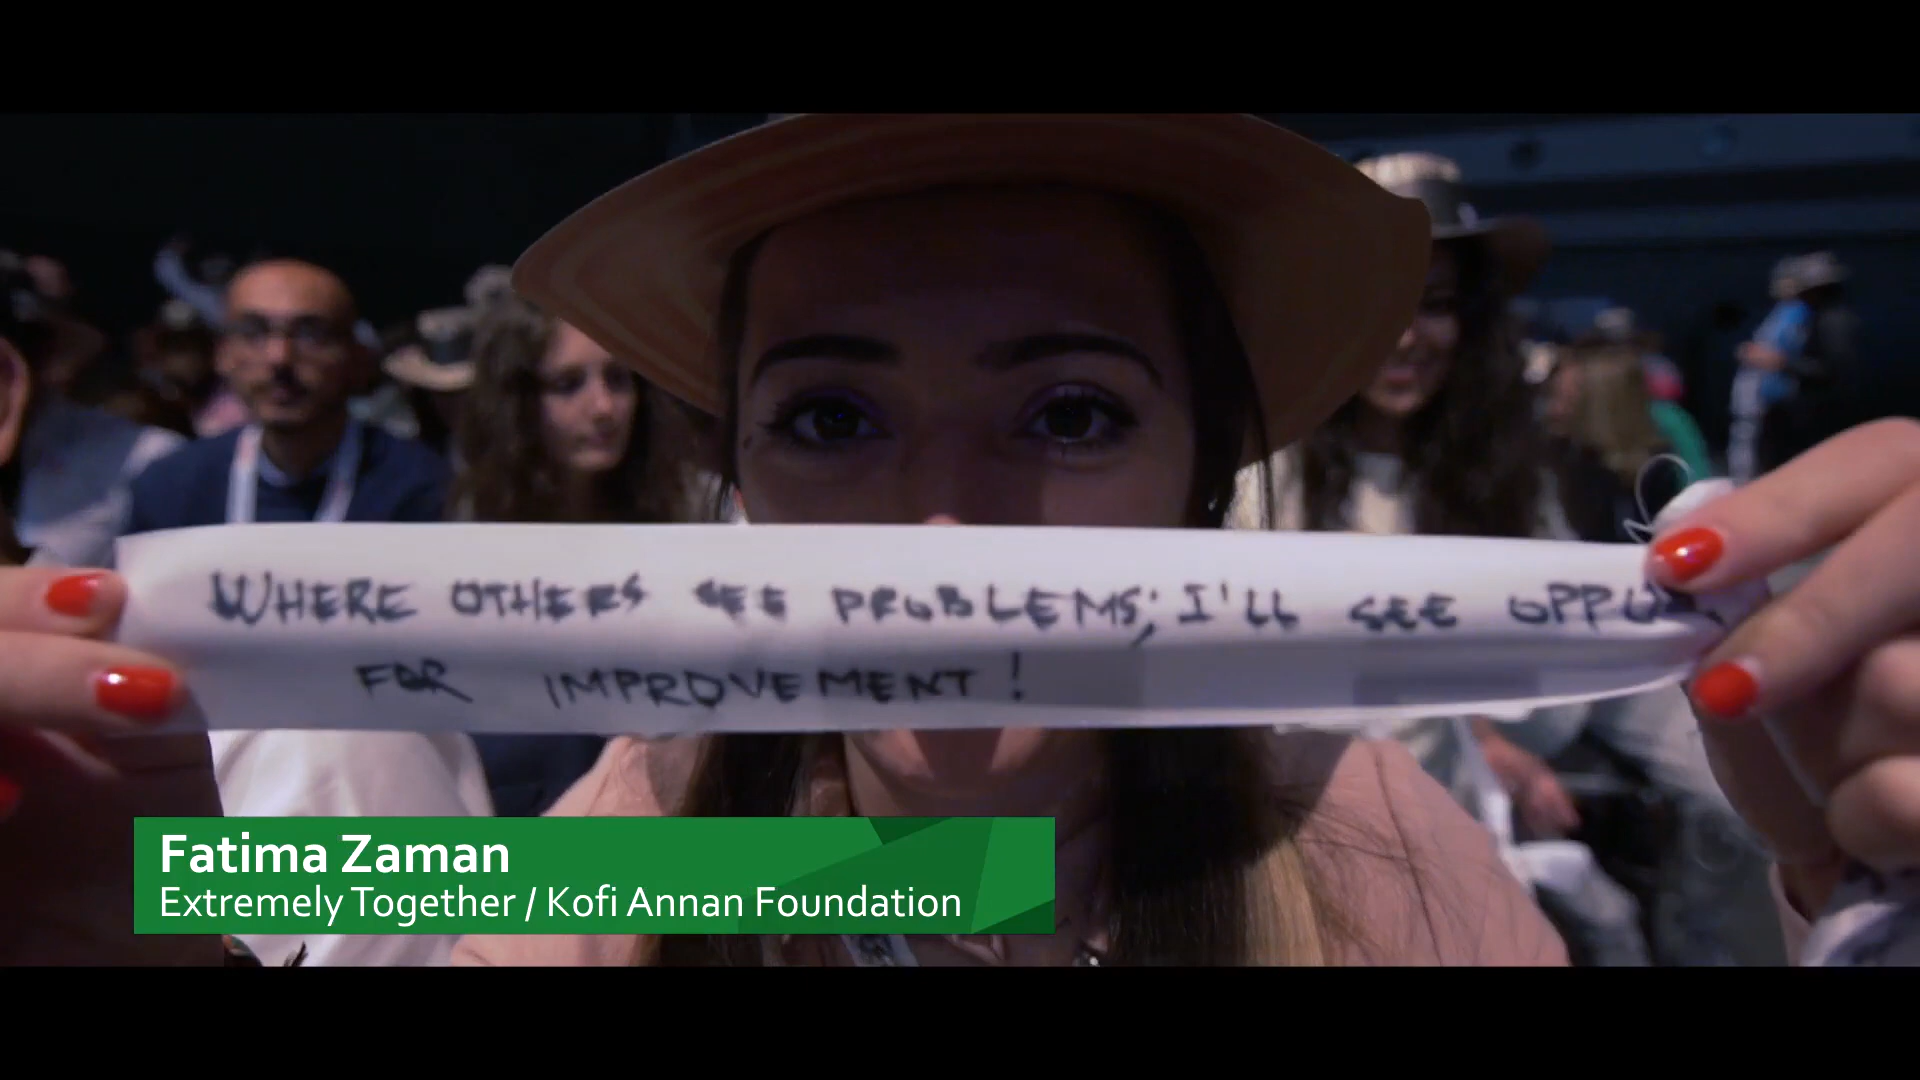 WHERE OTHERS SEE PROBLEMS; I'LL SEE
FOR IMPROVEMENT!
Fatima Zaman
Extremely Together / Kofi Annan Foundation